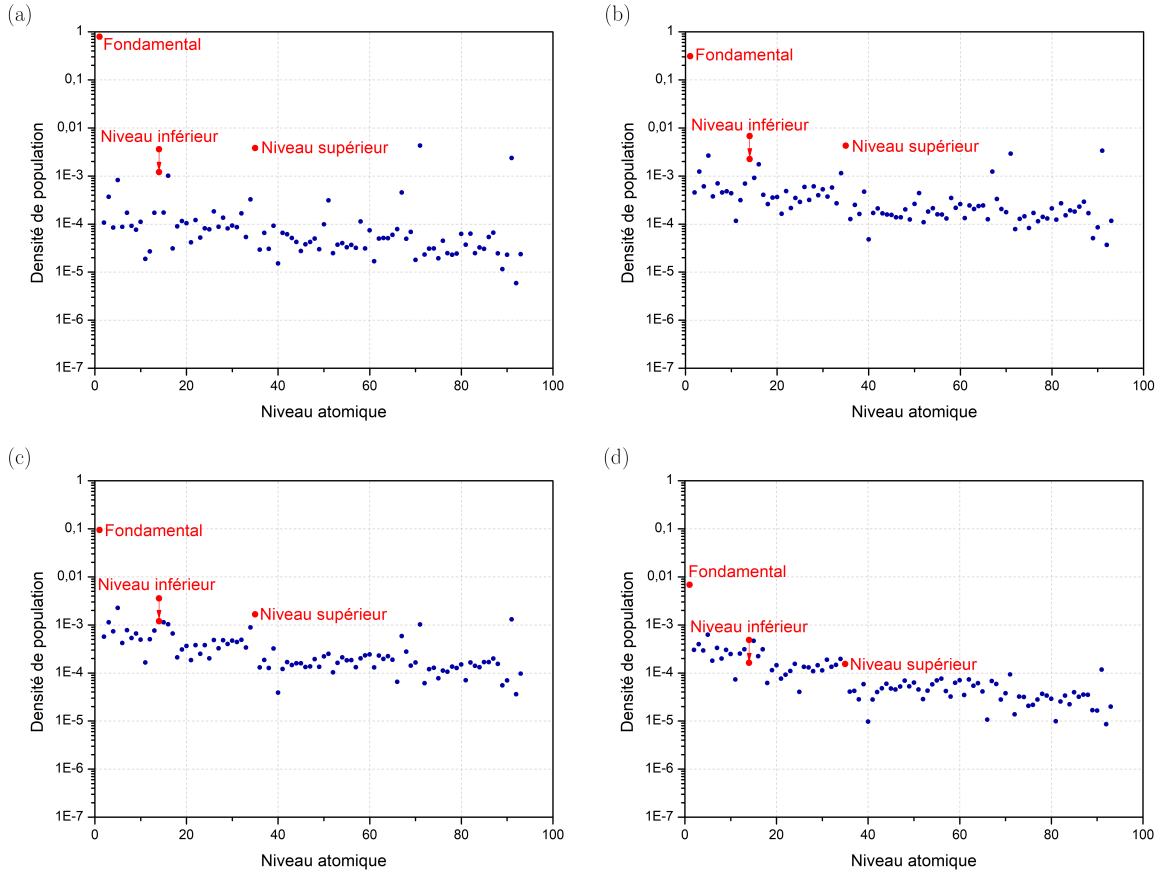 (a)
1
0,1
0,01
1E-3
1E-4
1E-5
1E-6
1E-7
0
20
40
60
80
100
Densité de population
Niveau atomique
Fondamental
Niveau inférieur
Niveau supérieur
(b)
1
0,1
0,01
1E-3
1E-4
1E-5
1E-6
1E-7
0
20
40
60
80
100
Densité de population
Niveau atomique
Fondamental
Niveau inférieur
Niveau supérieur
(c)
1
0,1
0,01
1E-3
1E-4
1E-5
1E-6
1E-7
0
20
40
60
80
100
Densité de population
Niveau atomique
Fondamental
Niveau inférieur
Niveau supérieur
(d)
1
0,1
0,01
1E-3
1E-4
1E-5
1E-6
1E-7
0
20
40
60
80
100
Densité de population
Niveau atomique
Fondamental
Niveau inférieur
Niveau supérieur